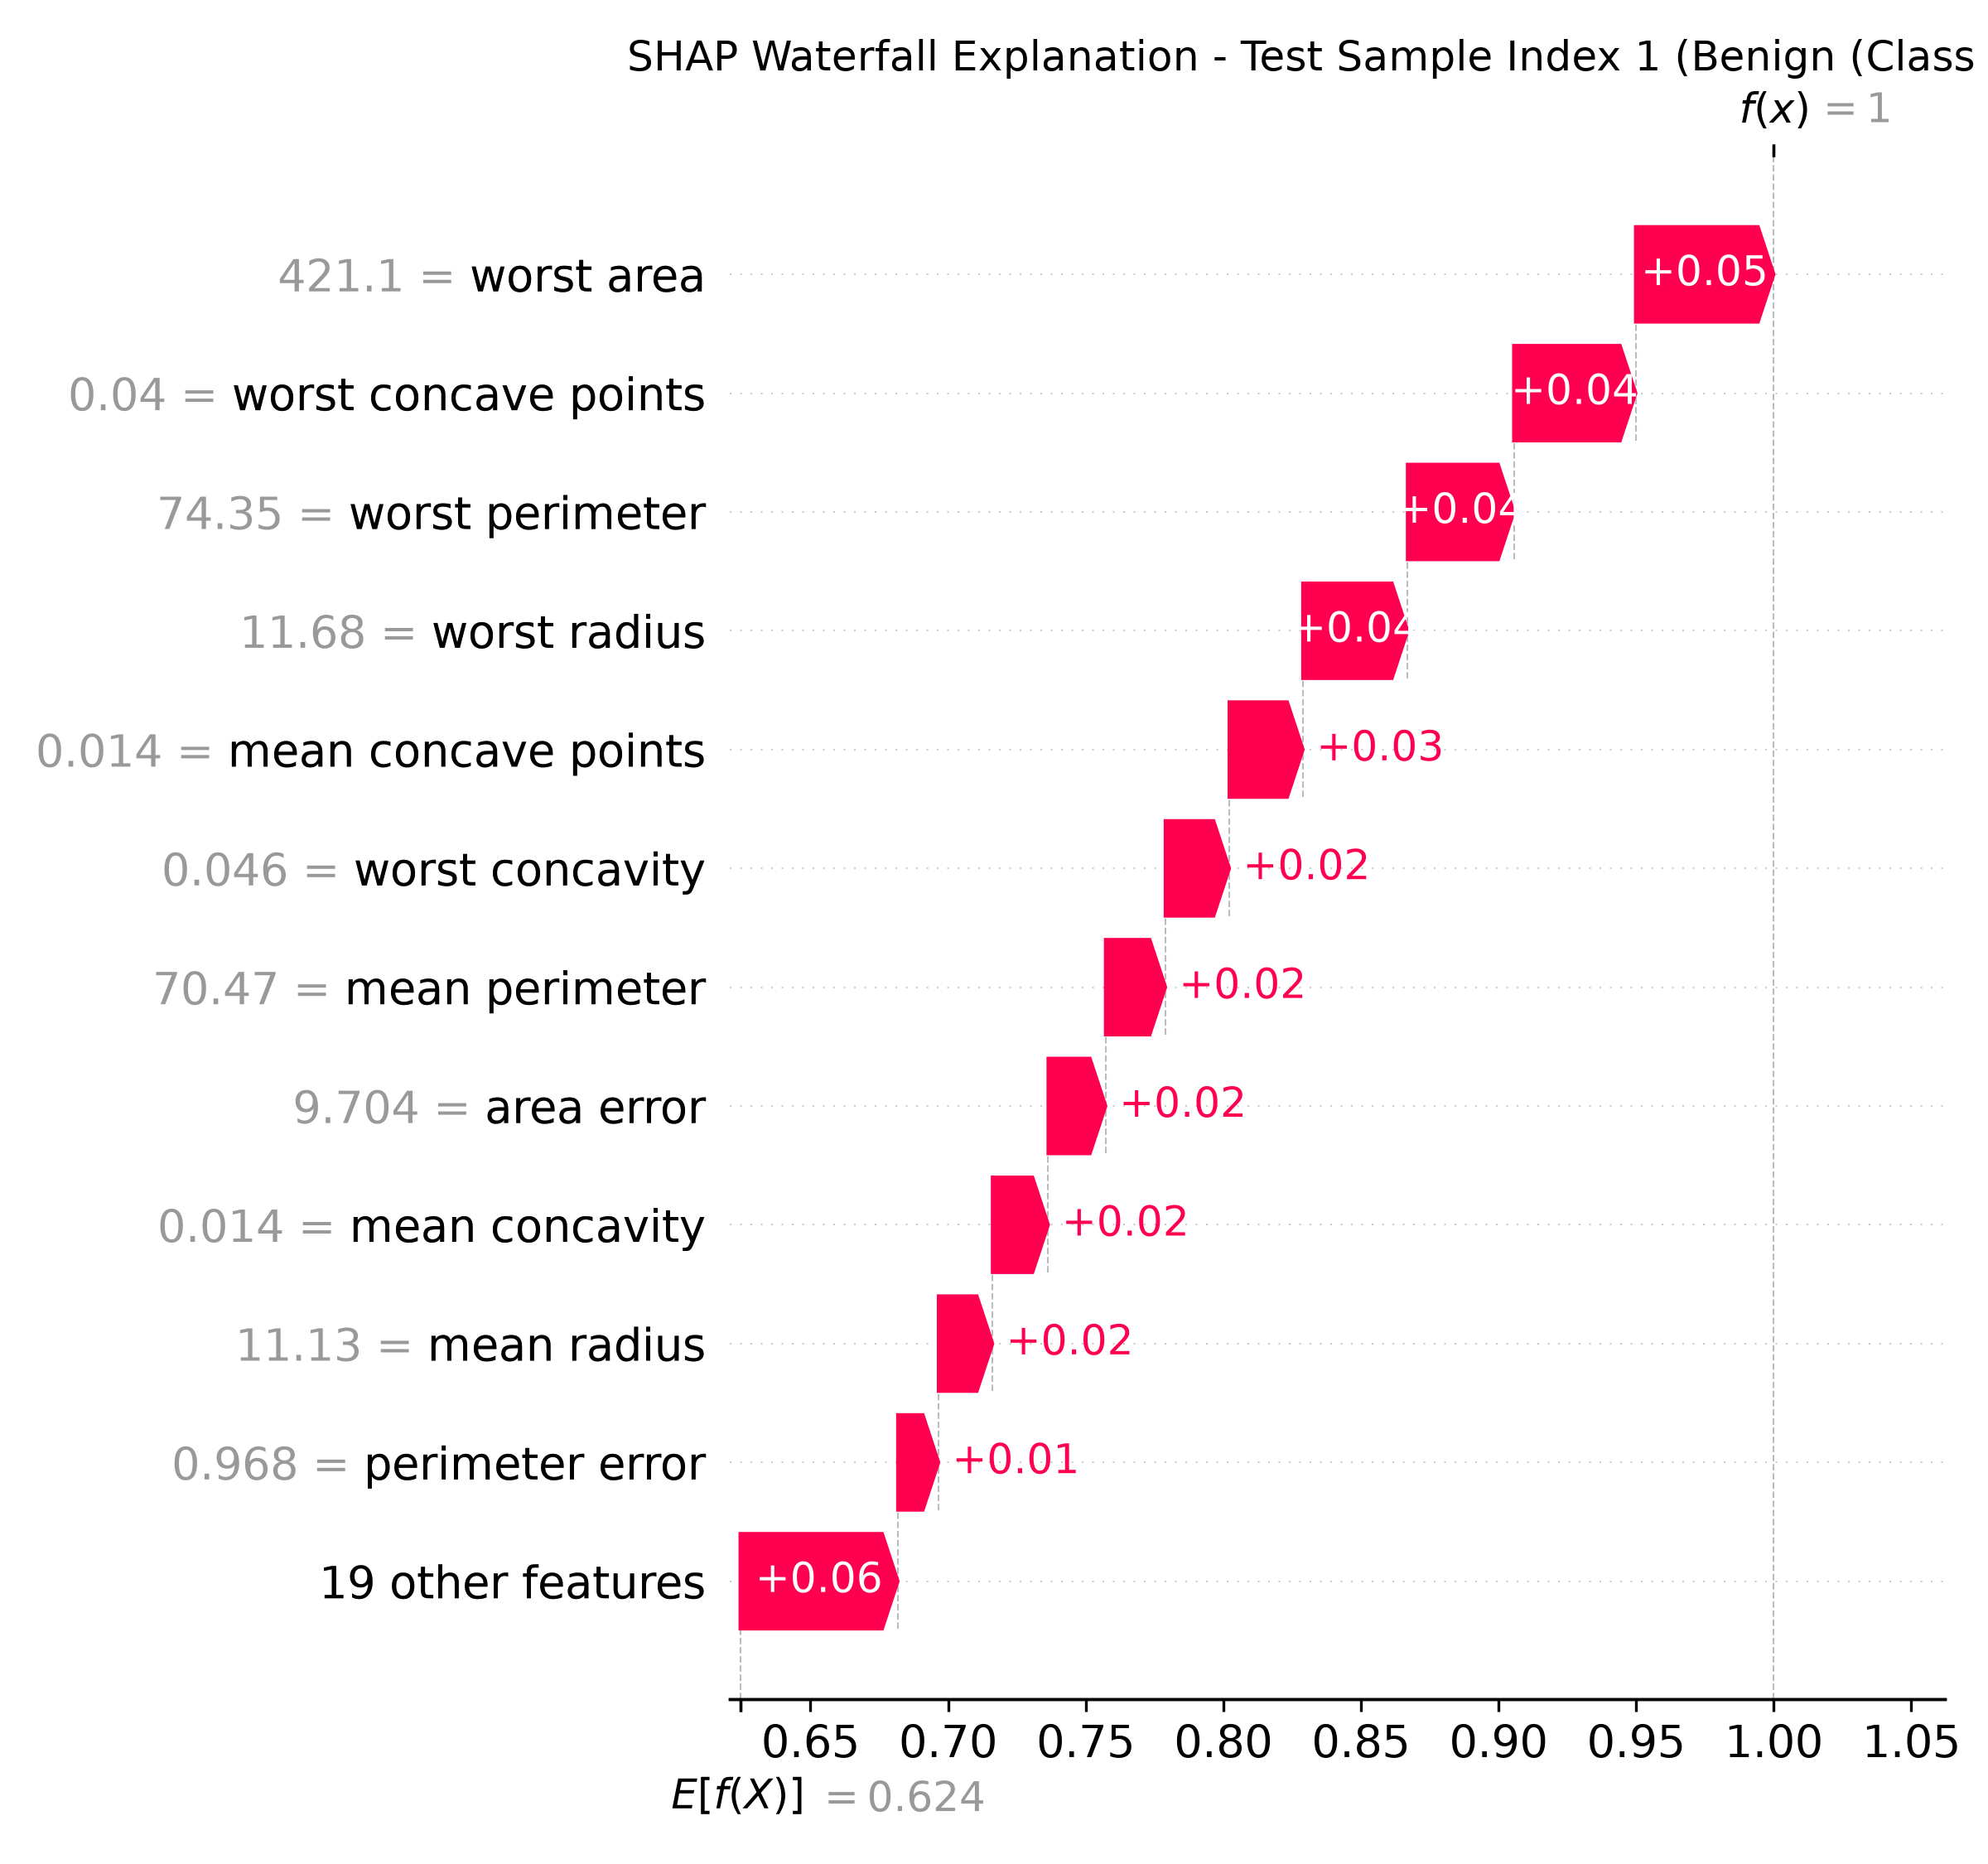 SHAP Waterfall Explanation - Test Sample Index 1 (Benign (Class
f(x) = 1
421.1 = worst area
+0.05
0.04 = worst concave points
+0.04
74.35 = worst perimeter
+0.04
11.68 = worst radius
+0.04
0.014 = mean concave points
+0.03
0.046 = worst concavity
+0.02
70.47 = mean perimeter
+0.02
9.704 = area error
+0.02
0.014 = mean concavity
+0.02
11.13 = mean radius
+0.02
0.968 = perimeter error
+0.01
19 other features
+0.06
0.65 0.70 0.75 0.80 0.85 0.90 0.95 1.00 1.05
E[f(X)] = 0.624